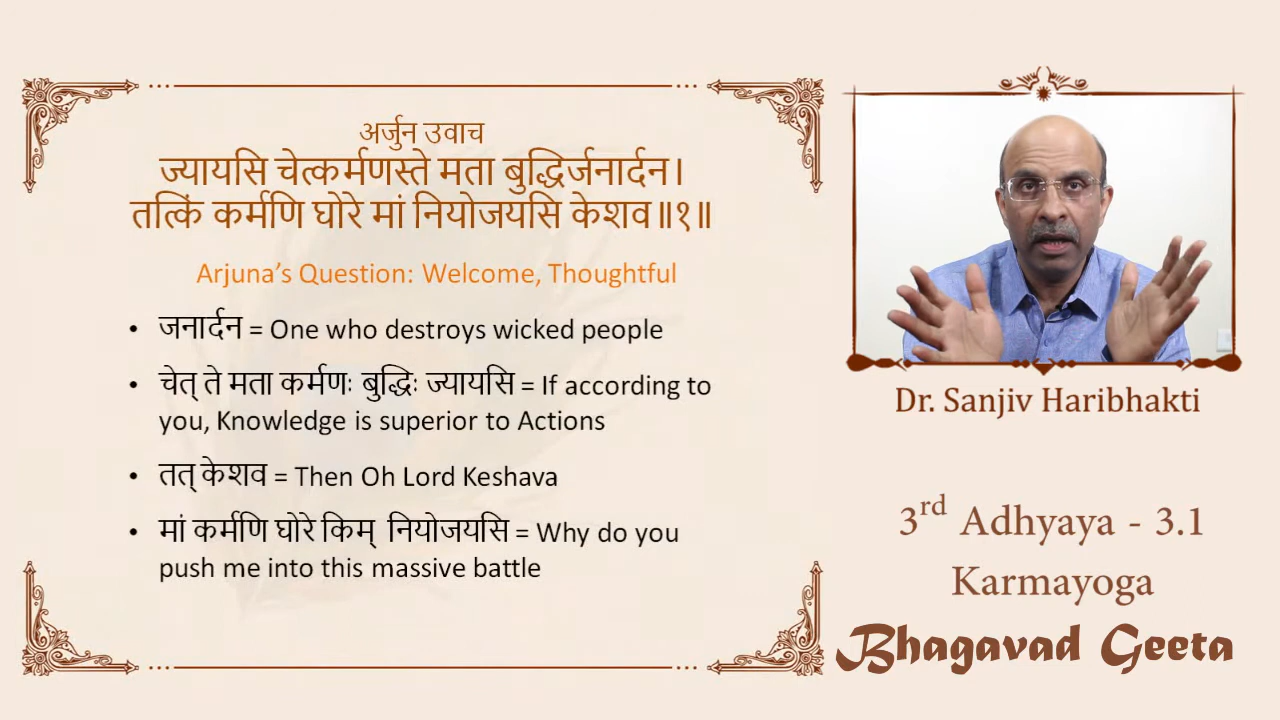 अर्जुन उवाच
ज्यायसि चेत्कर्मणस्ते मता बुद्धिर्जनार्दन।
तत्किं कर्मणि घोरे मां नियोजयसि केशव॥१॥
Arjuna’s Question: Welcome, Thoughtful
• जनार्दन = One who destroys wicked people
• चेत् ते मता कर्मणः बुद्धिः ज्यायसि = If according to
you, Knowledge is superior to Actions
• तत् केशव = Then Oh Lord Keshava
• मां कर्मणि घोरे किम् नियोजयसि = Why do you
push me into this massive battle
Dr. Sanjiv Haribhakti
3rd Adhyaya - 3.1
Karmayoga
Bhagavad Geeta